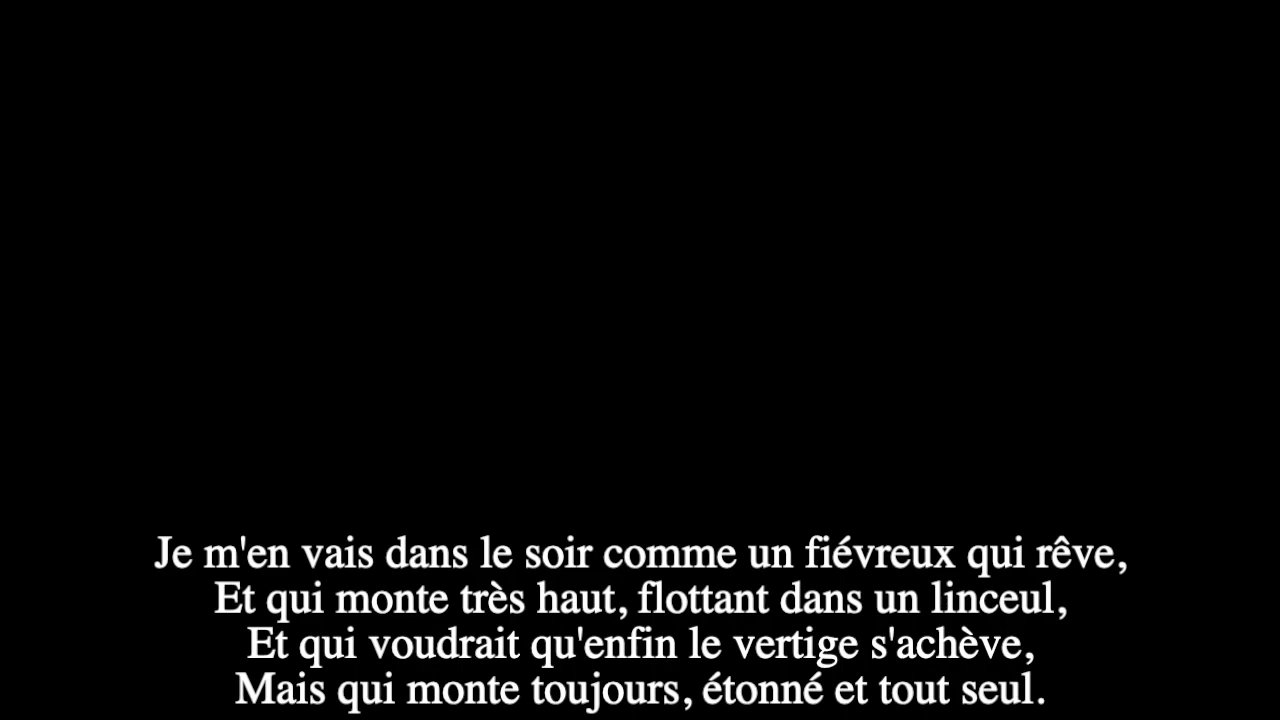 Je m'en vais dans le soir comme un fiévreux qui rêve,
Et qui monte très haut, flottant dans un linceul,
Et qui voudrait qu'enfin le vertige s'achève,
Mais qui monte toujours, étonné et tout seul.